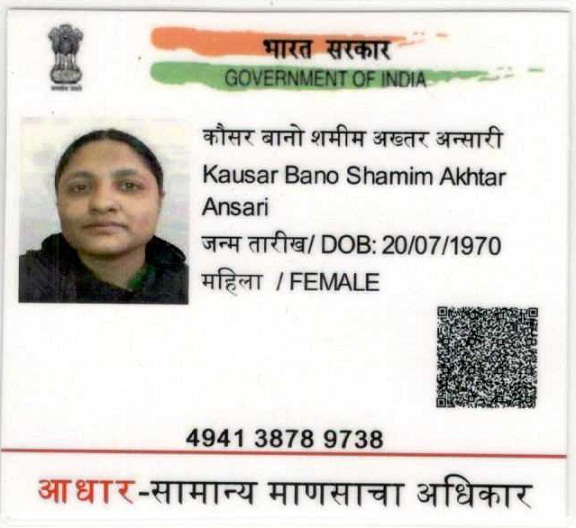 भारत सरकार
GOVERNMENT OF INDIA
कौसर बानो शमीम अख्तर अन्सारी
Kausar Bano Shamim Akhtar
Ansari
जन्म तारीख/ DOB: 20/07/1970
महिला / FEMALE
4941 3878 9738
आधार-सामान्य माणसाचा अधिकार